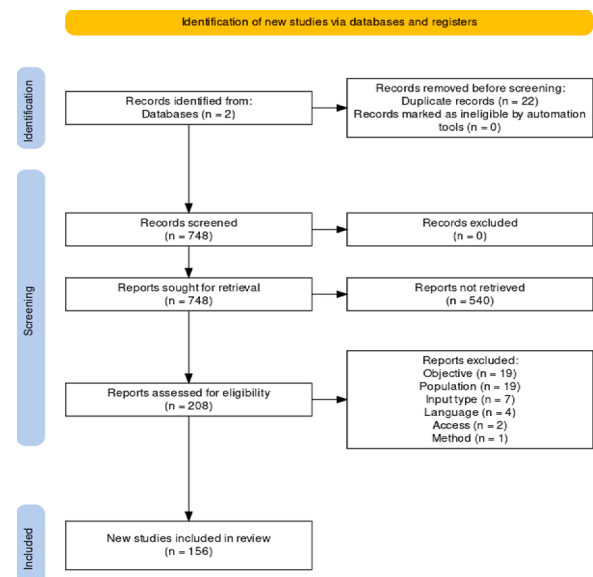 Identification of new studies via databases and registers
Identification
Records identified from:
Databases (n = 2)
Records removed before screening:
Duplicate records (n = 22)
Records marked as ineligible by automation
tools (n = 0)
Screening
Records screened
(n = 748)
Records excluded
(n = 0)
Reports sought for retrieval
(n = 748)
Reports not retrieved
(n = 540)
Reports assessed for eligibility
(n = 208)
Reports excluded:
Objective (n = 19)
Population (n = 19)
Input type (n = 7)
Language (n = 4)
Access (n = 2)
Method (n = 1)
Included
New studies included in review
(n = 156)